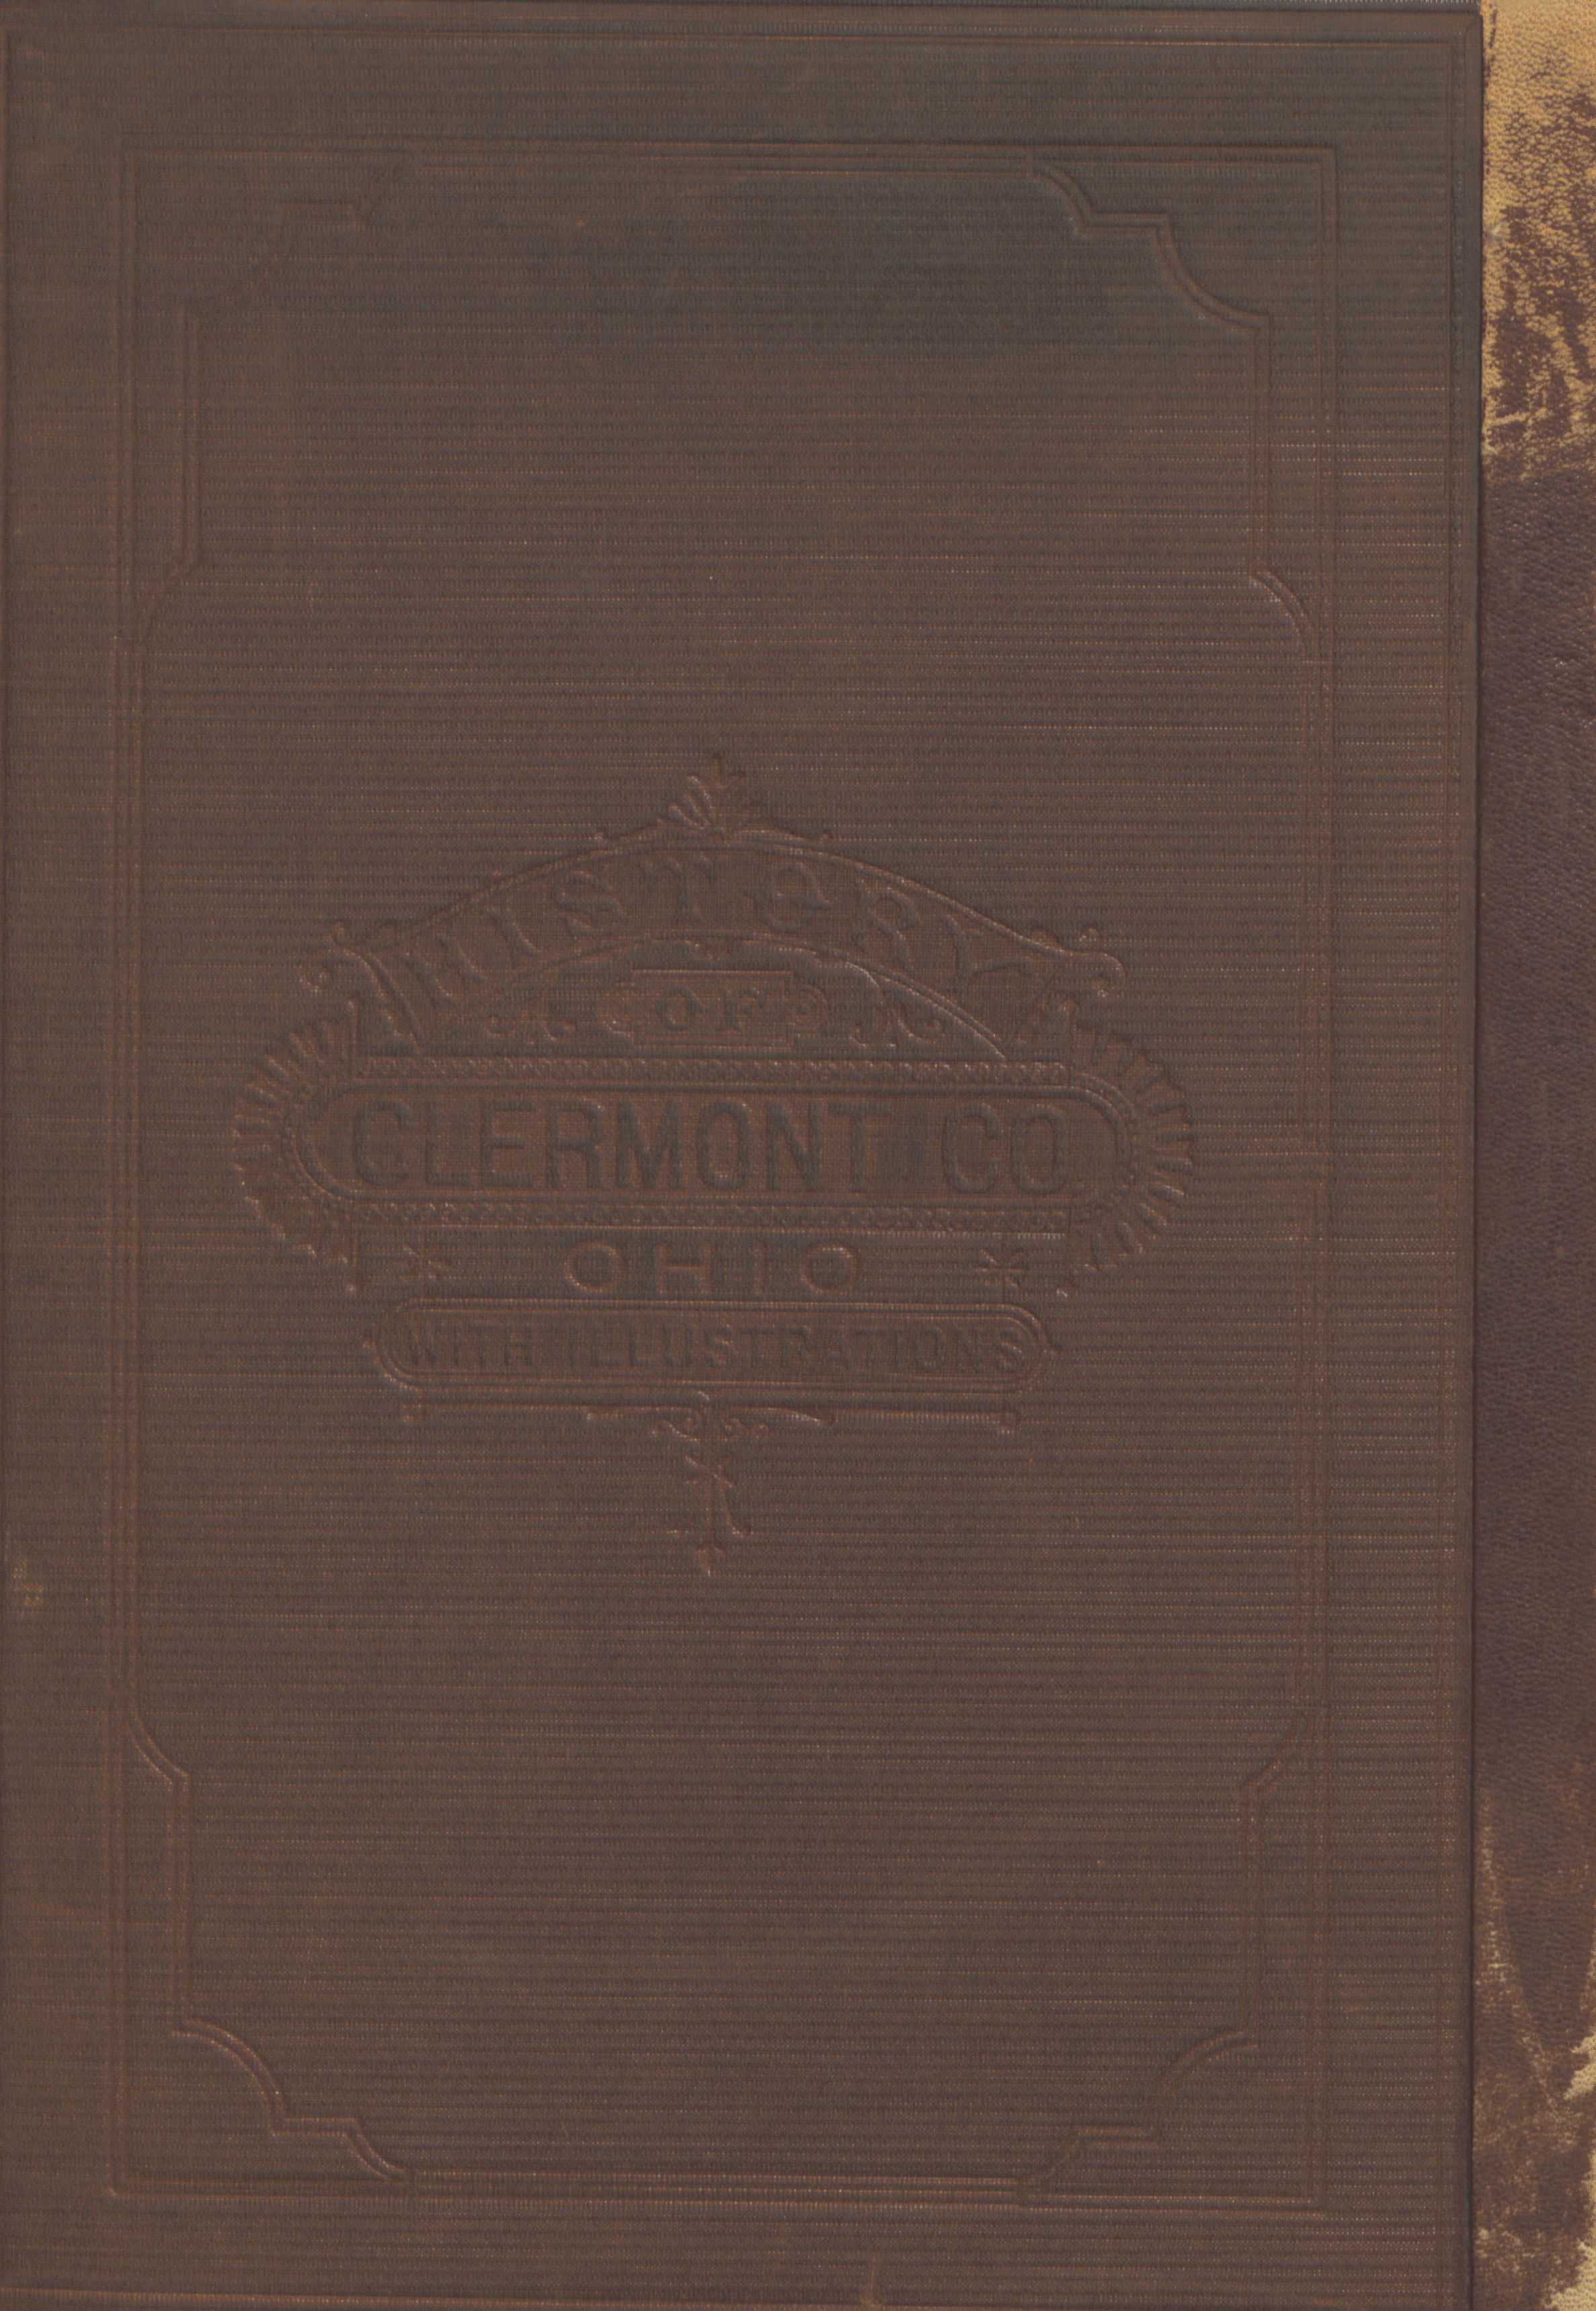 HISTORY
OF
CLERMONT CO
OHIO
WITH ILLUSTRATIONS